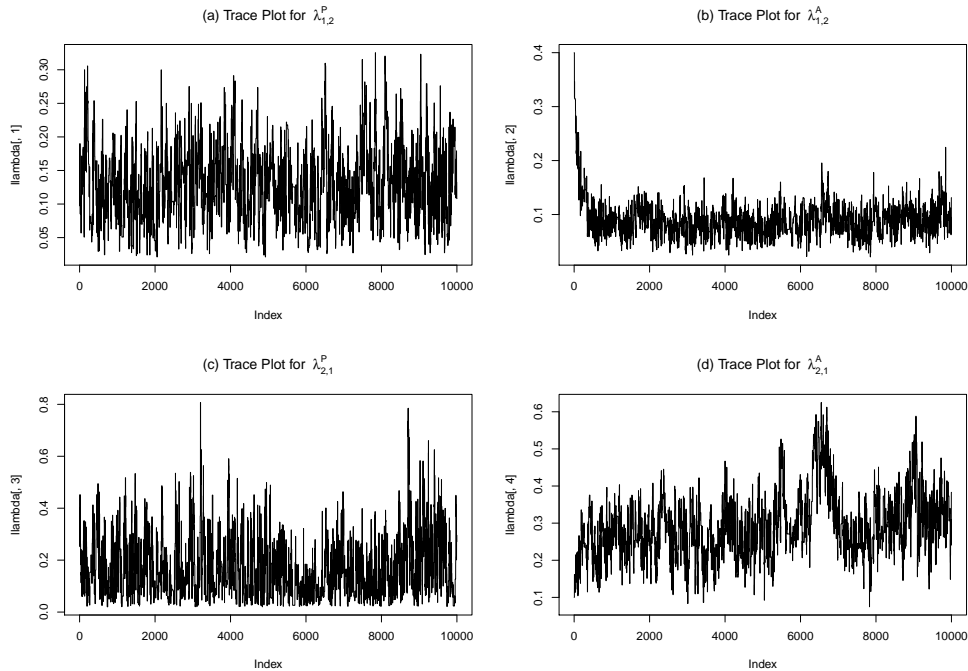 (a) Trace Plot for λ^P_{1,2}
llambda[, 1]
0.30
0.25
0.20
0.15
0.10
0.05
0 2000 4000 6000 8000 10000
Index
(b) Trace Plot for λ^A_{1,2}
llambda[, 2]
0.4
0.3
0.2
0.1
0 2000 4000 6000 8000 10000
Index
(c) Trace Plot for λ^P_{2,1}
llambda[, 3]
0.8
0.6
0.4
0.2
0.0
0 2000 4000 6000 8000 10000
Index
(d) Trace Plot for λ^A_{2,1}
llambda[, 4]
0.6
0.5
0.4
0.3
0.2
0.1
0 2000 4000 6000 8000 10000
Index